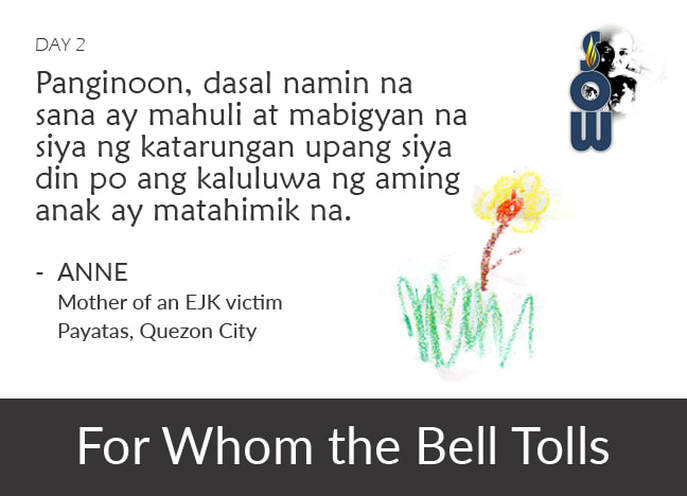 DAY 2
Panginoon, dasal namin na
sana ay mahuli at mabigyan na
siya ng katarungan upang siya
din po ang kaluluwa ng aming
anak ay matahimik na.
- ANNE
Mother of an EJK victim
Payatas, Quezon City
SOW
For Whom the Bell Tolls